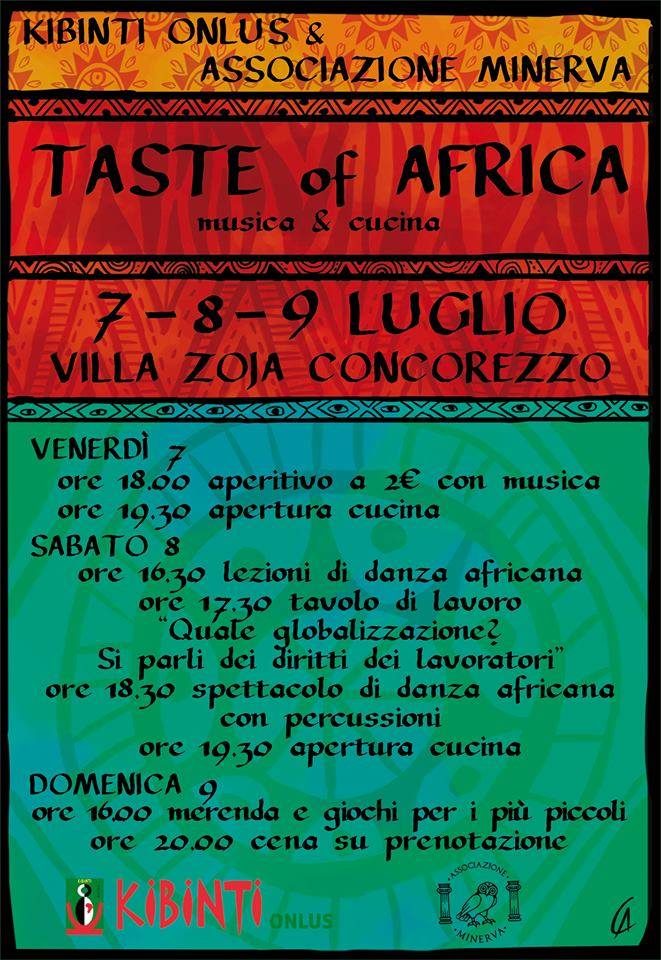 KIBINTI ONLUS &
ASSOCIAZIONE MINERVA
TASTE of AFRICA
musica & cucina
7-8-9 LUGLIO
VILLA ZOJA CONCOREZZO
VENERDÌ 7
ore 18.00 aperitivo a 2€ con musica
ore 19.30 apertura cucina
SABATO 8
ore 16.30 lezioni di danza africana
ore 17.30 tavolo di lavoro
"Quale globalizzazione?
Si parli dei diritti dei lavoratori"
ore 18.30 spettacolo di danza africana
con percussioni
ore 19.30 apertura cucina
DOMENICA 9
ore 16.00 merenda e giochi per i più piccoli
ore 20.00 cena su prenotazione
KIBINTI
KIBINTI ONLUS
ASSOCIAZIONE
MINERVA